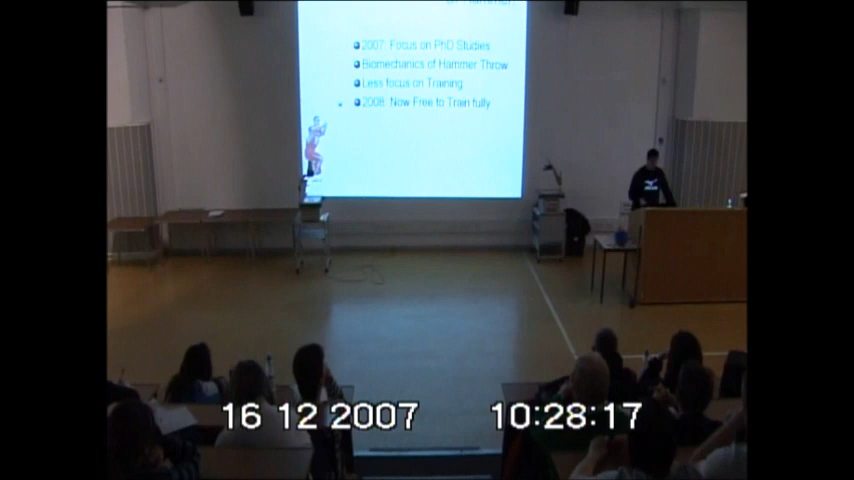 2007: Focus on PhD Studies
Biomechanics of Hammer Throw
Less focus on Training
2008: Now Free to Train fully
16 12 2007 10:28:17